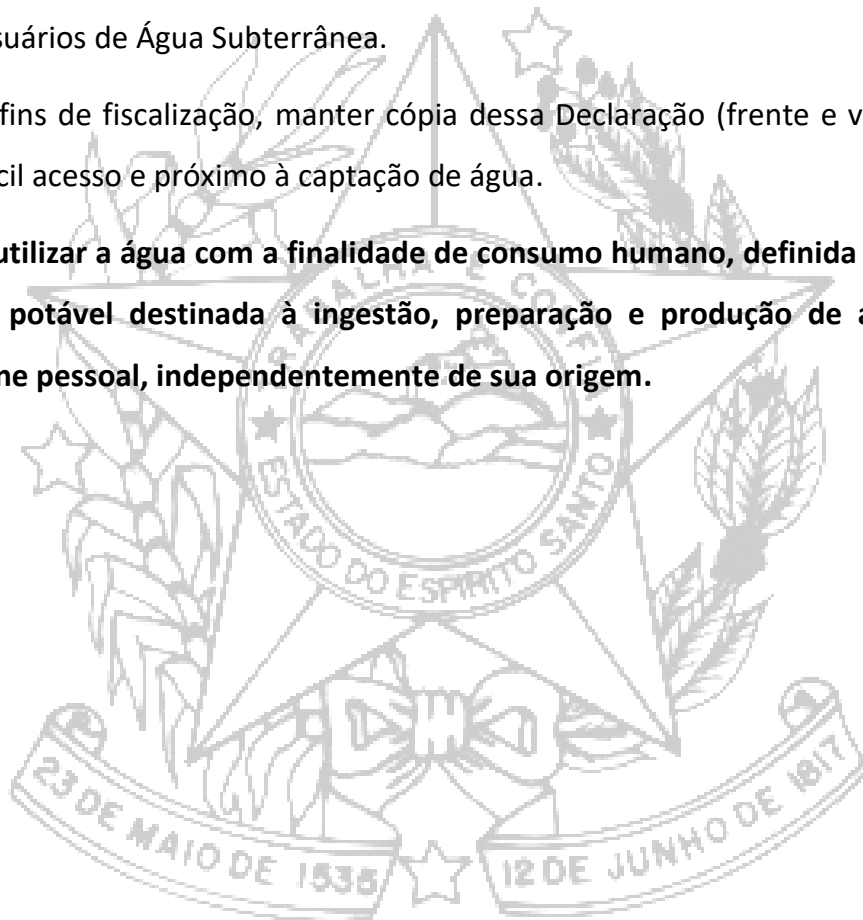 suários de Água Subterrânea.
fins de fiscalização, manter cópia dessa Declaração (frente e v
cil acesso e próximo à captação de água.
utilizar a água com a finalidade de consumo humano, definida
potável destinada à ingestão, preparação e produção de a
ne pessoal, independentemente de sua origem.
TRABALHA E CONFIA
ESTADO DO ESPIRITO SANTO
23 DE MAIO DE 1535
12 DE JUNHO DE 1817